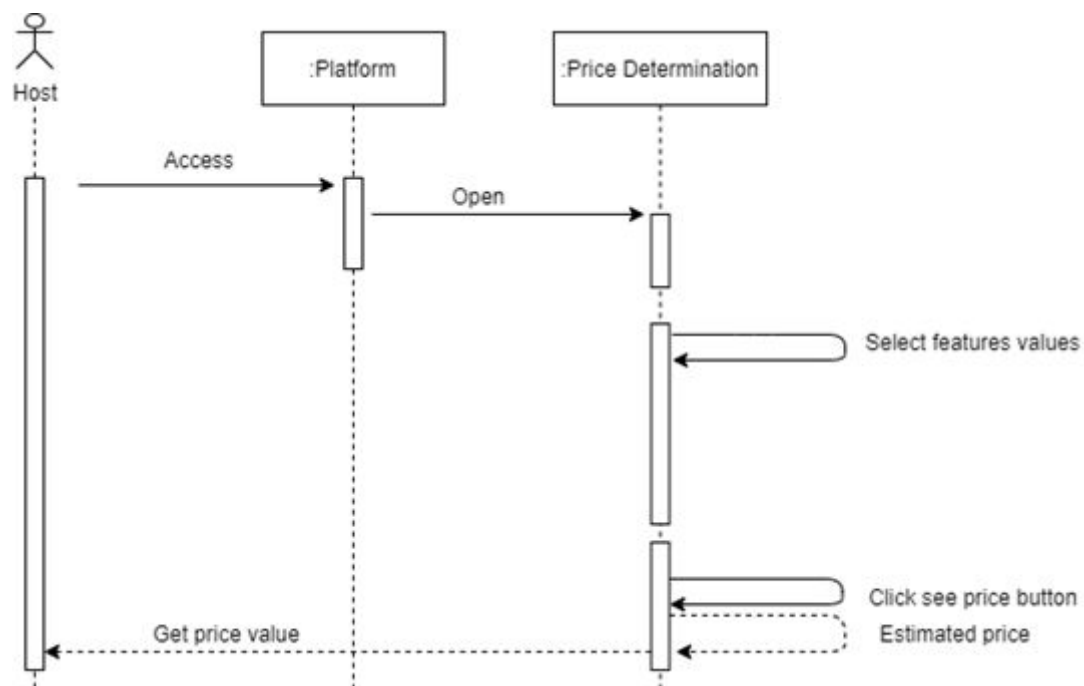 Host
:Platform
:Price Determination
Access
Open
Select features values
Click see price button
Get price value
Estimated price